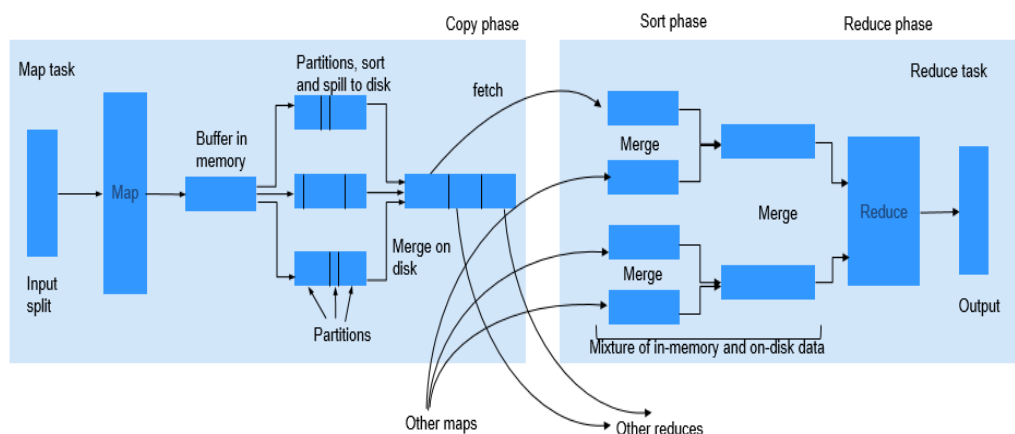 Copy phase
Sort phase
Reduce phase
Map task
Partitions, sort
and spill to disk
fetch
Reduce task
Buffer in
memory
Map
Merge
Merge
Reduce
Merge on
disk
Input
split
Partitions
Merge
Output
Mixture of in-memory and on-disk data
Other maps
Other reduces